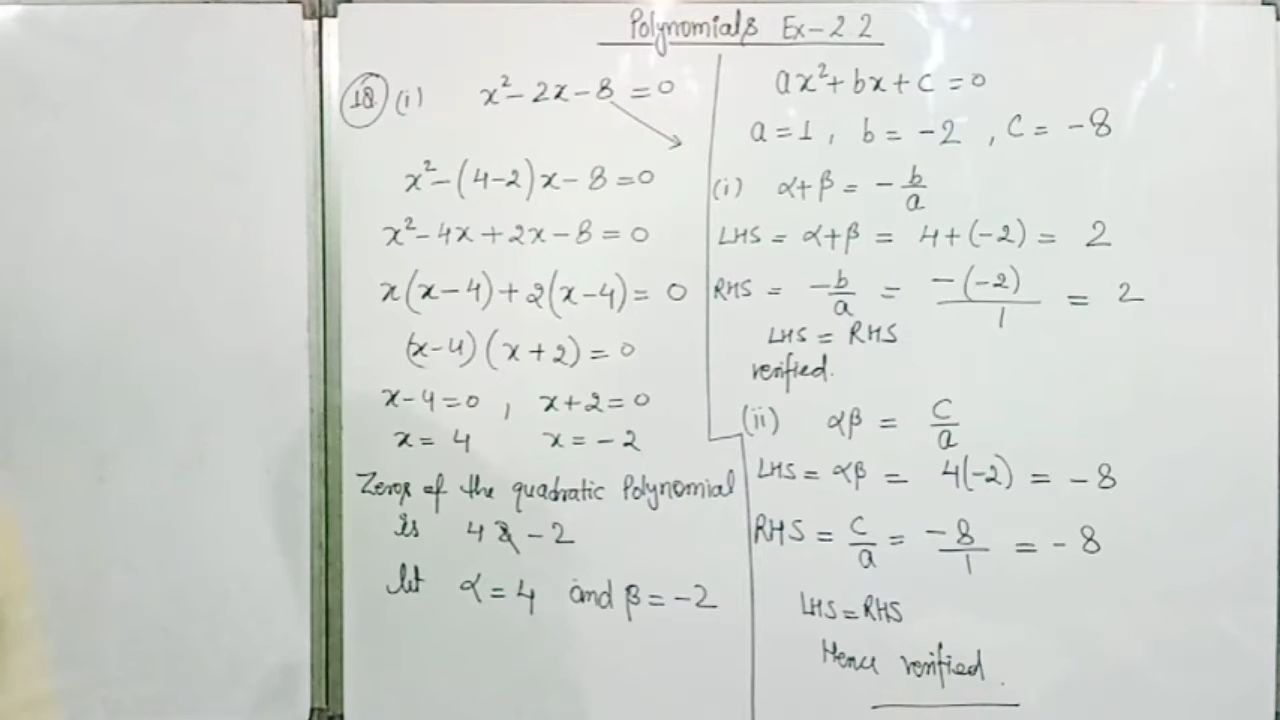 Polynomials Ex-2 2
18 (i) x²-2x-8=0
x²-(4-2)x-8=0
x²-4x+2x-8=0
x(x-4)+2(x-4)=0
(x-4)(x+2)=0
x-4=0, x+2=0
x=4 x=-2
Zeros of the quadratic Polynomial
is 4 & -2
let α=4 and β=-2
ax²+bx+c=0
a=1, b=-2, c=-8
(i) α+β = -b/a
LHS = α+β = 4+(-2) = 2
RHS = -b/a = -(-2)/1 = 2
LHS = RHS
verified.
(ii) αβ = c/a
LHS = αβ = 4(-2) = -8
RHS = c/a = -8/1 = -8
LHS=RHS
Hence verified.